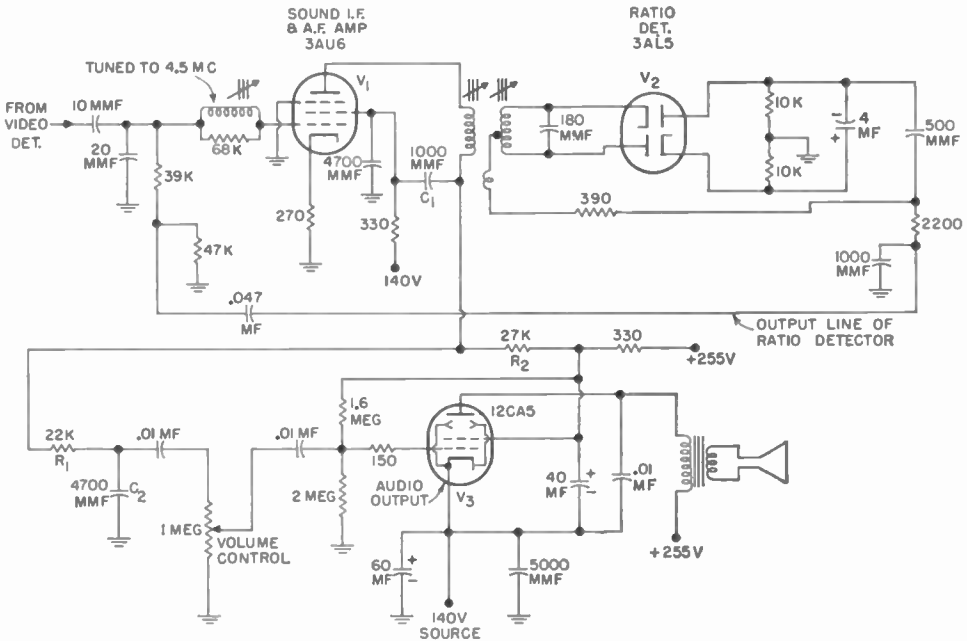 SOUND I.F.
& A.F. AMP
3AU6
RATIO
DET.
3AL5
TUNED TO 4.5 MC
V1
V2
FROM
VIDEO
DET.
10 MMF
20
MMF
68K
39K
47K
270
4700
MMF
1000
MMF
C1
330
140V
180
MMF
390
10K
10K
4
MF
500
MMF
2200
1000
MMF
.047
MF
OUTPUT LINE OF
RATIO DETECTOR
27K
R2
330
+255V
1.6
MEG
12CA5
22K
R1
.01 MF
.01 MF
150
4700
MMF
C2
2 MEG
AUDIO
OUTPUT
V3
40
MF
.01
MF
1 MEG
VOLUME
CONTROL
60
MF
5000
MMF
+255V
140V
SOURCE